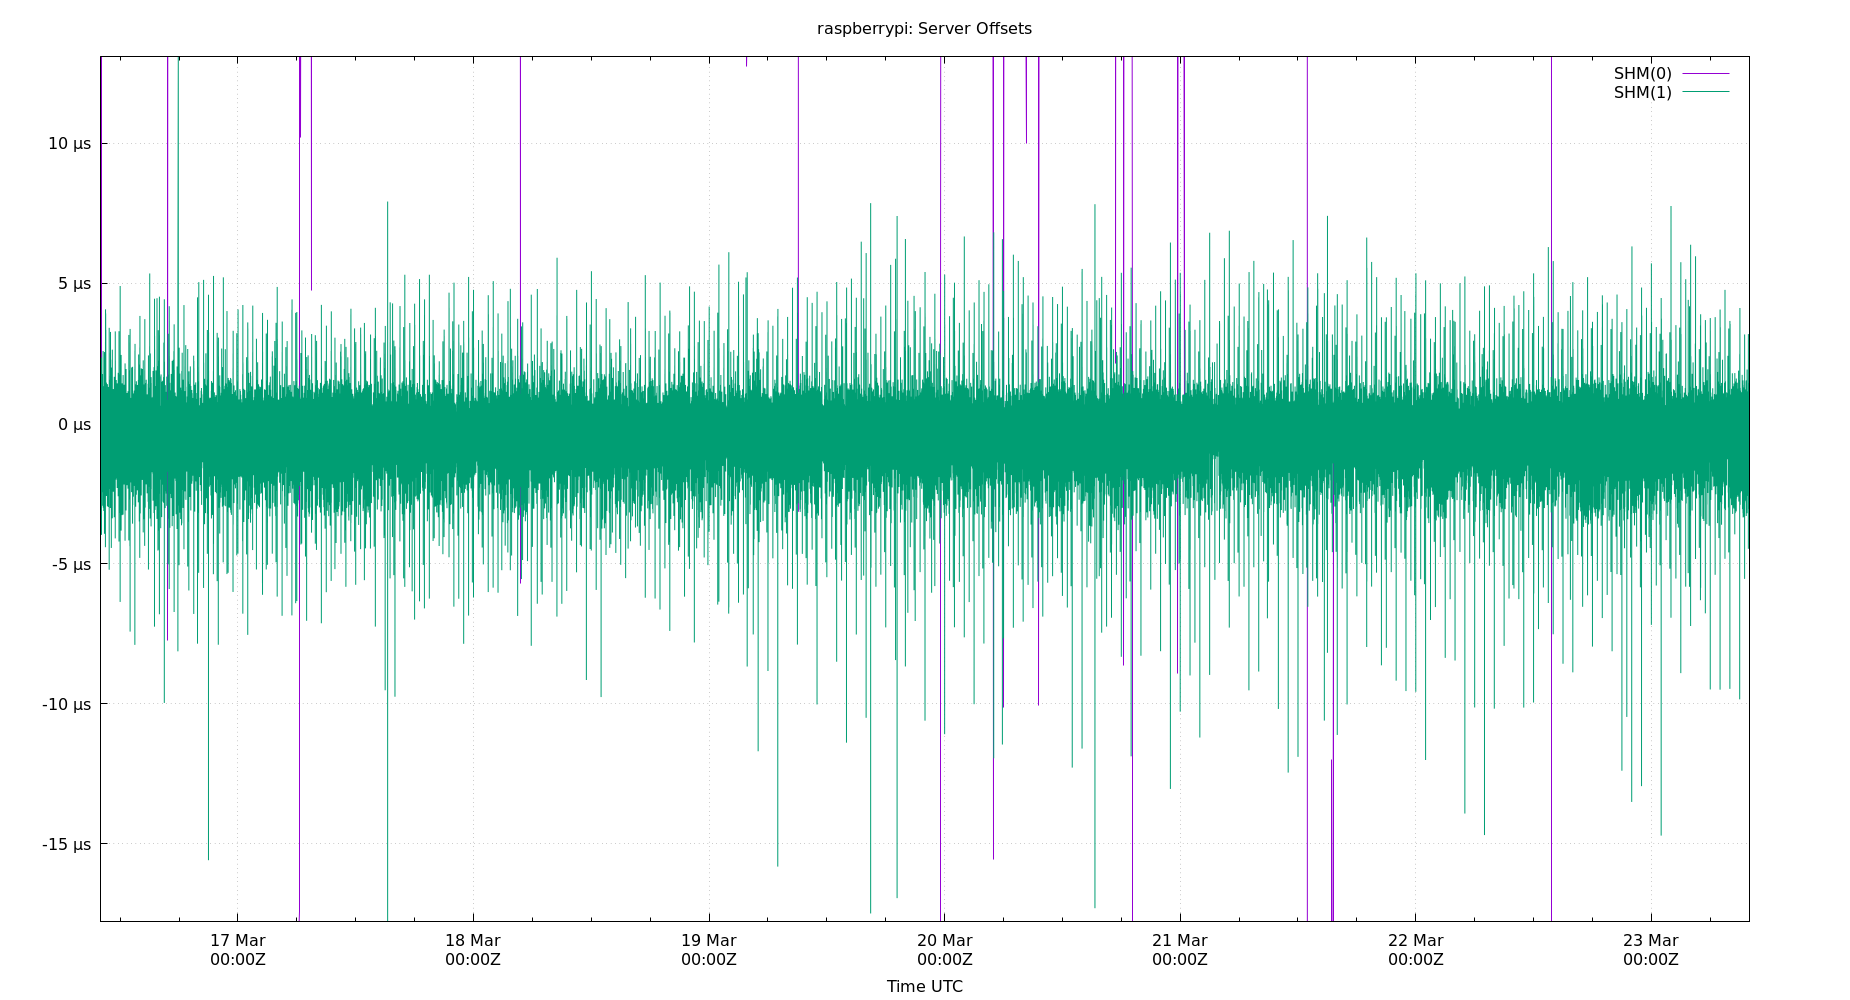 raspberrypi: Server Offsets
SHM(0)
SHM(1)
10 µs
5 µs
0 µs
-5 µs
-10 µs
-15 µs
17 Mar 18 Mar 19 Mar 20 Mar 21 Mar 22 Mar 23 Mar
00:00Z 00:00Z 00:00Z 00:00Z 00:00Z 00:00Z 00:00Z
Time UTC